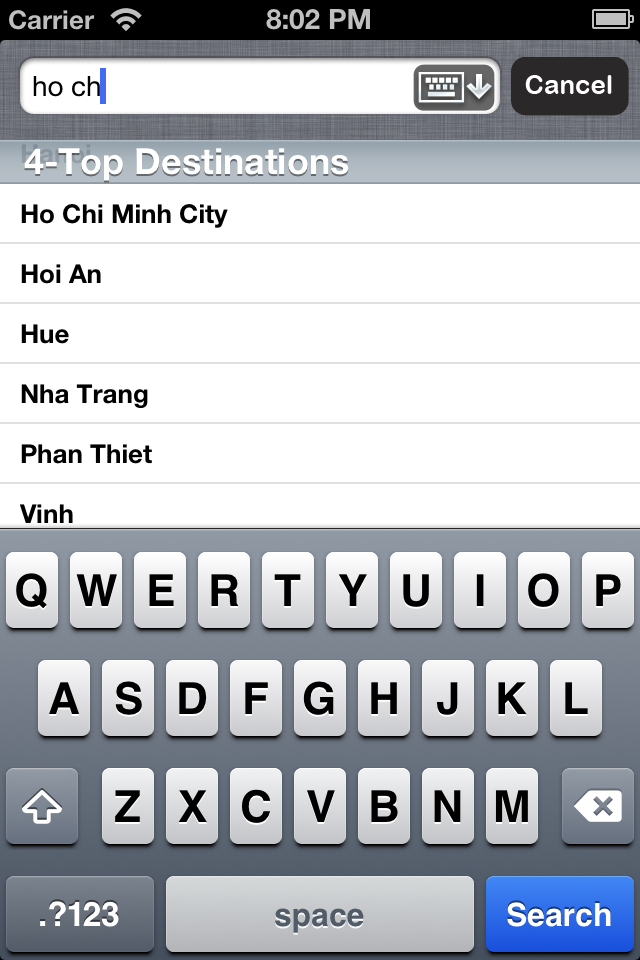 Carrier 8:02 PM
ho ch Cancel
Hanoi
4-Top Destinations
Ho Chi Minh City
Hoi An
Hue
Nha Trang
Phan Thiet
Vinh
Q W E R T Y U I O P
A S D F G H J K L
Z X C V B N M
.?123 space Search